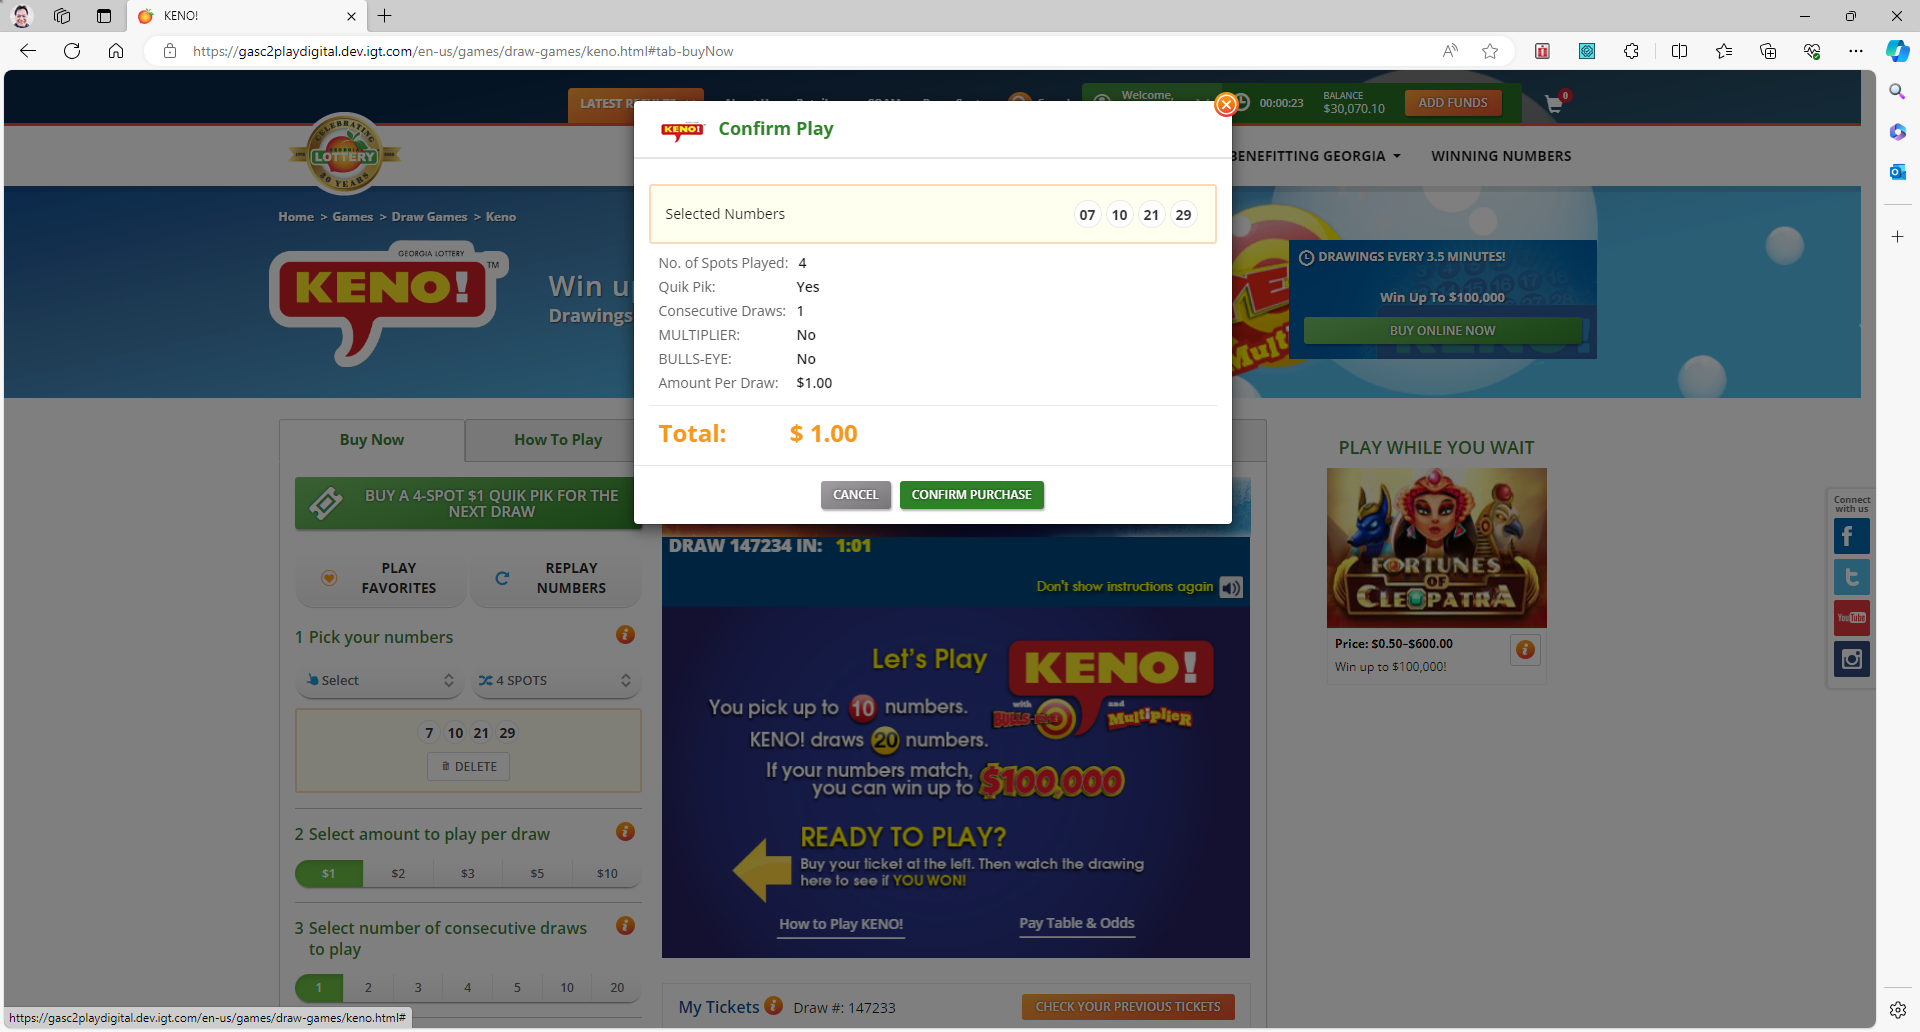 KENO!
https://gasc2playdigital.dev.igt.com/en-us/games/draw-games/keno.html#tab-buyNow
Welcome,
00:00:23
BALANCE
$30,070.10
ADD FUNDS
0
CELEBRATING
GEORGIA
LOTTERY
30 YEARS
BENEFITTING GEORGIA
WINNING NUMBERS
Home > Games > Draw Games > Keno
GEORGIA LOTTERY
KENO!
TM
Win u
Drawings
DRAWINGS EVERY 3.5 MINUTES!
Win Up To $100,000
BUY ONLINE NOW
KENO!
Confirm Play
Selected Numbers
07 10 21 29
No. of Spots Played: 4
Quik Pik: Yes
Consecutive Draws: 1
MULTIPLIER: No
BULLS-EYE: No
Amount Per Draw: $1.00
Total: $ 1.00
CANCEL
CONFIRM PURCHASE
Buy Now
How To Play
BUY A 4-SPOT $1 QUIK PIK FOR THE
NEXT DRAW
PLAY
FAVORITES
REPLAY
NUMBERS
1 Pick your numbers
Select
4 SPOTS
7 10 21 29
DELETE
2 Select amount to play per draw
$1 $2 $3 $5 $10
3 Select number of consecutive draws
to play
1 2 3 4 5 10 20
DRAW 147234 IN: 1:01
Don't show instructions again
Let's Play
KENO!
with
BULLS-EYE
and
Multiplier
You pick up to 10 numbers.
KENO! draws 20 numbers.
If your numbers match,
you can win up to $100,000
READY TO PLAY?
Buy your ticket at the left. Then watch the drawing
here to see if YOU WON!
How to Play KENO!
Pay Table & Odds
My Tickets
Draw #: 147233
CHECK YOUR PREVIOUS TICKETS
PLAY WHILE YOU WAIT
FORTUNES
OF
CLEOPATRA
Price: $0.50-$600.00
Win up to $100,000!
Connect
with us
YouTube
https://gasc2playdigital.dev.igt.com/en-us/games/draw-games/keno.html#